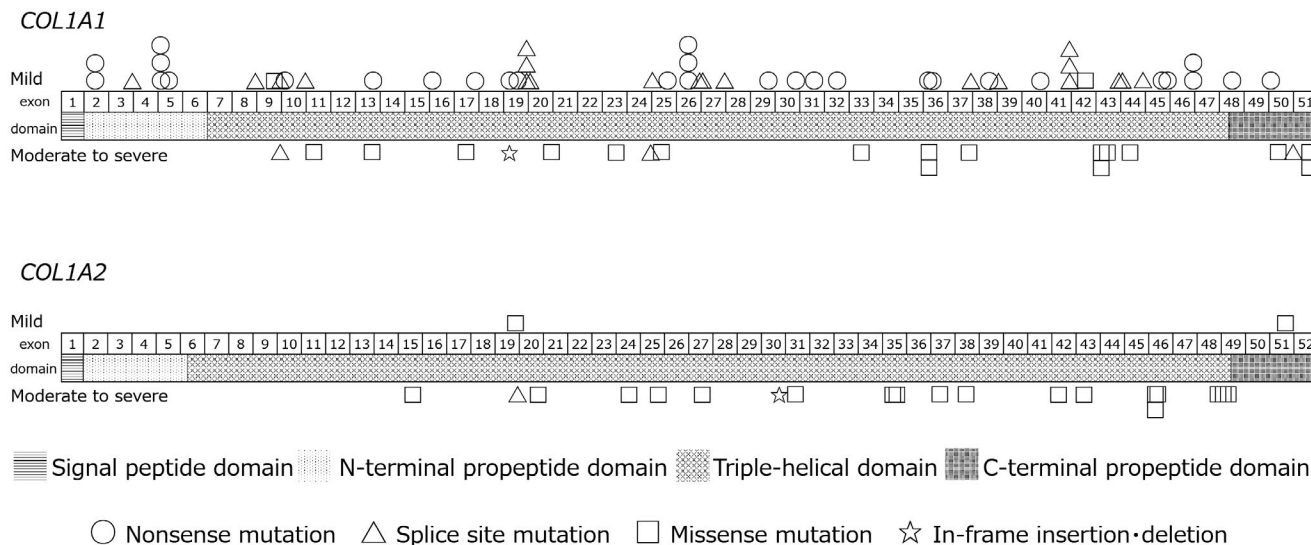 COL1A1
Mild
exon 1 2 3 4 5 6 7 8 9 10 11 12 13 14 15 16 17 18 19 20 21 22 23 24 25 26 27 28 29 30 31 32 33 34 35 36 37 38 39 40 41 42 43 44 45 46 47 48 49 50 51
domain
Moderate to severe
COL1A2
Mild
exon 1 2 3 4 5 6 7 8 9 10 11 12 13 14 15 16 17 18 19 20 21 22 23 24 25 26 27 28 29 30 31 32 33 34 35 36 37 38 39 40 41 42 43 44 45 46 47 48 49 50 51 52
domain
Moderate to severe
Signal peptide domain N-terminal propeptide domain Triple-helical domain C-terminal propeptide domain
Nonsense mutation Splice site mutation Missense mutation In-frame insertion·deletion